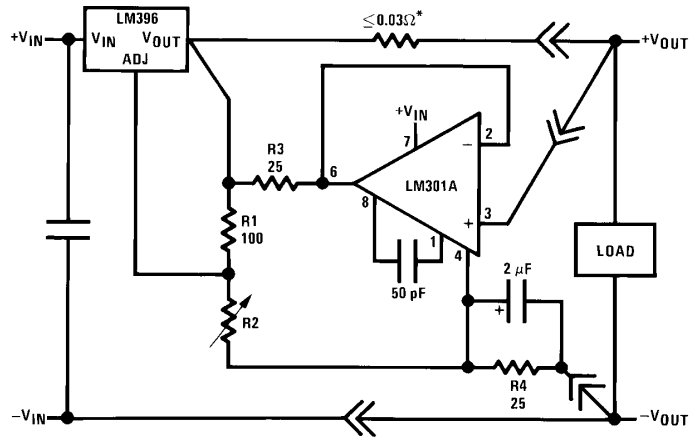 LM396
≤0.03Ω*
+VIN
VIN
VOUT
ADJ
+VOUT
+VIN
7
2
−
R3
25
6
LM301A
8
+
3
R1
100
1
4
LOAD
50 pF
2 μF
+
R2
R4
25
−VIN
−VOUT